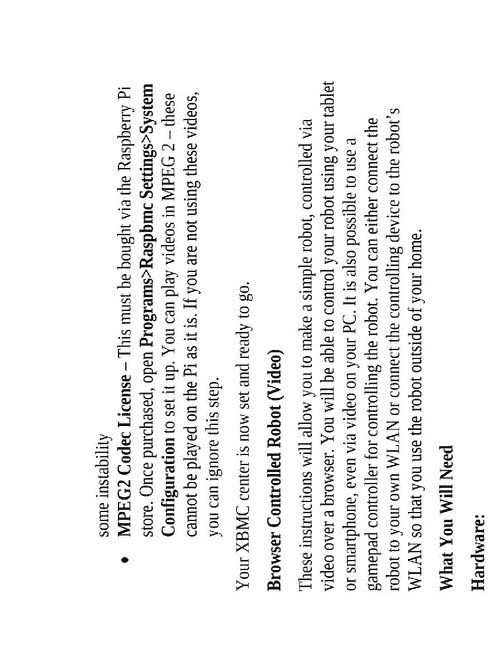 some instability
• MPEG2 Codec License – This must be bought via the Raspberry Pi
store. Once purchased, open Programs>Raspbmc Settings>System
Configuration to set it up. You can play videos in MPEG 2 – these
cannot be played on the Pi as it is. If you are not using these videos,
you can ignore this step.
Your XBMC center is now set and ready to go.
Browser Controlled Robot (Video)
These instructions will allow you to make a simple robot, controlled via
video over a browser. You will be able to control your robot using your tablet
or smartphone, even via video on your PC. It is also possible to use a
gamepad controller for controlling the robot. You can either connect the
robot to your own WLAN or connect the controlling device to the robot’s
WLAN so that you use the robot outside of your home.
What You Will Need
Hardware: